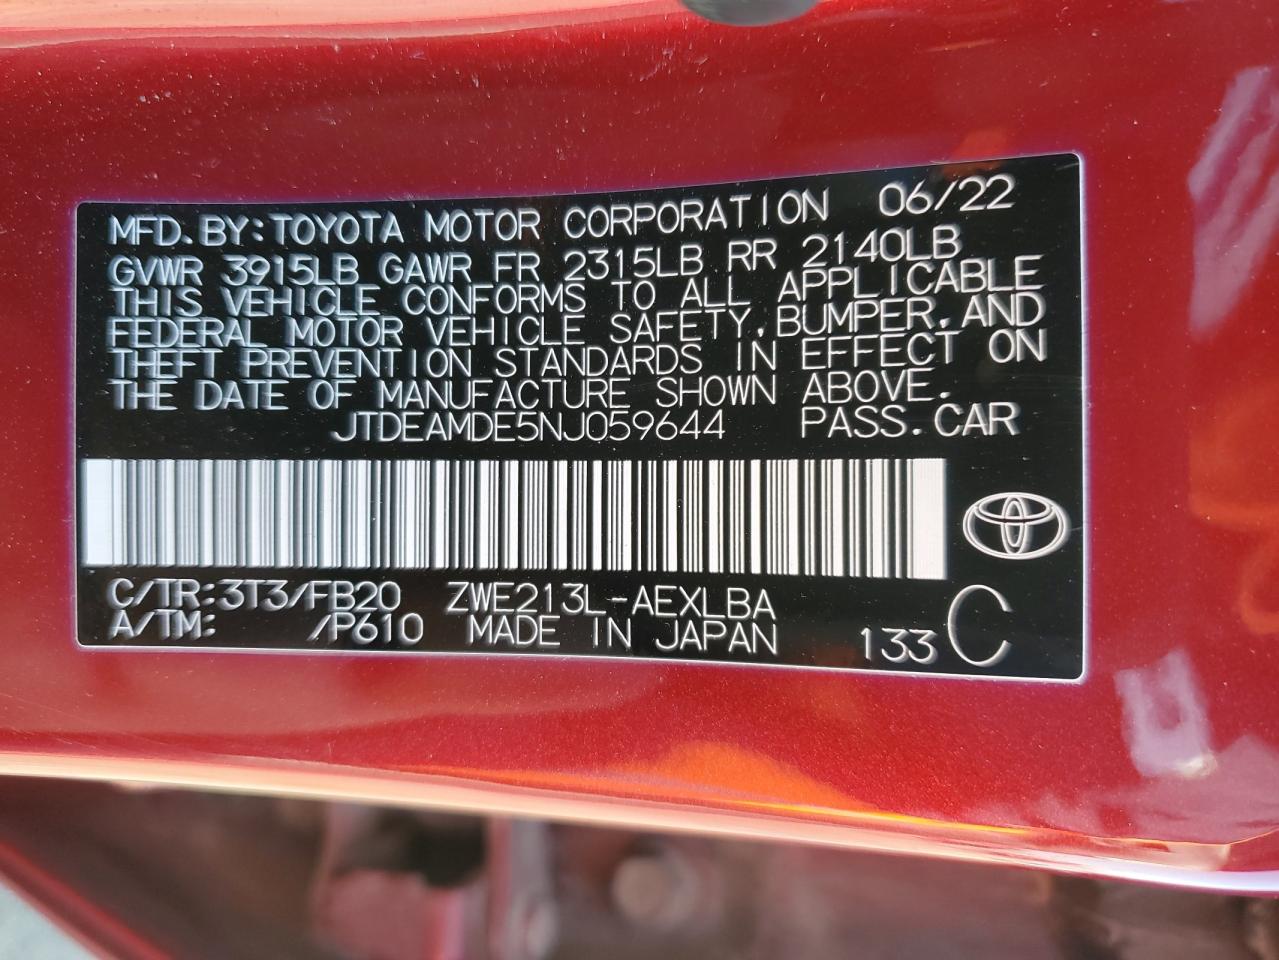 MFD.BY:TOYOTA MOTOR CORPORATION 06/22
GVWR 3915LB GAWR FR 2315LB RR 2140LB
THIS VEHICLE CONFORMS TO ALL APPLICABLE
FEDERAL MOTOR VEHICLE SAFETY,BUMPER,AND
THEFT PREVENTION STANDARDS IN EFFECT ON
THE DATE OF MANUFACTURE SHOWN ABOVE.
JTDEAMDE5NJ059644 PASS.CAR
C/TR:3T3/FB20 ZWE213L-AEXLBA
A/TM: /P610 MADE IN JAPAN 133 C